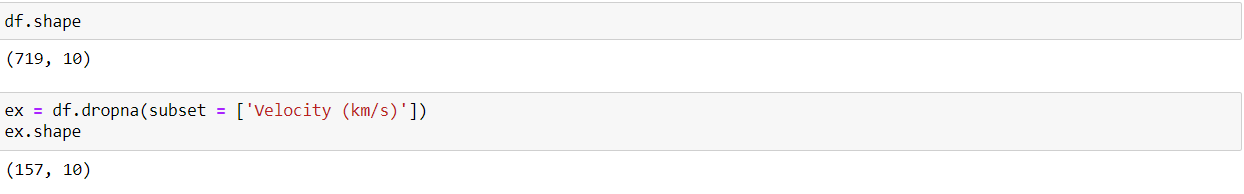 df.shape
(719, 10)
ex = df.dropna(subset = ['Velocity (km/s)'])
ex.shape
(157, 10)